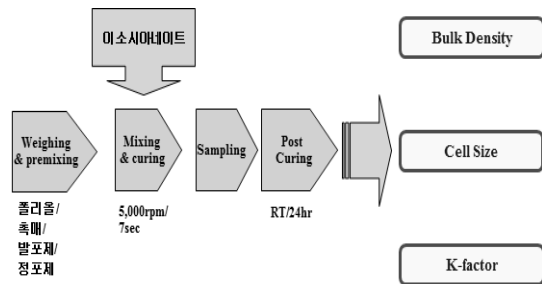 이소시아네이트
Bulk Density
Weighing
& premixing
Mixing
& curing
Sampling
Post
Curing
Cell Size
폴리올/
촉매/
발포제/
정포제
5,000rpm/
7sec
RT/24hr
K-factor